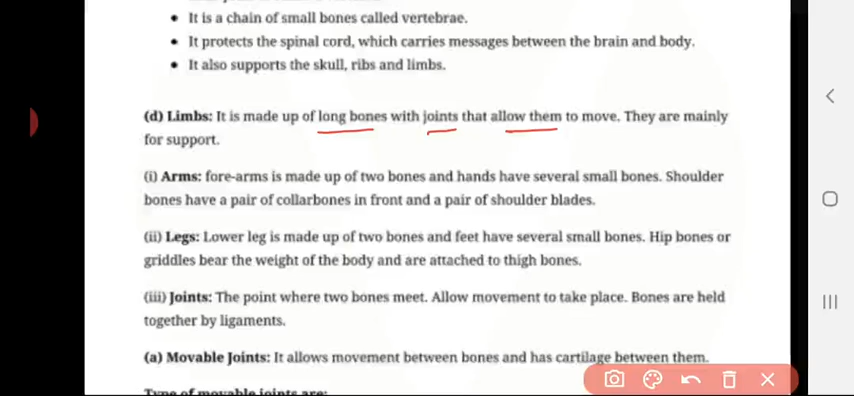 • It is a chain of small bones called vertebrae.
• It protects the spinal cord, which carries messages between the brain and body.
• It also supports the skull, ribs and limbs.
(d) Limbs: It is made up of long bones with joints that allow them to move. They are mainly
for support.
(i) Arms: fore-arms is made up of two bones and hands have several small bones. Shoulder
bones have a pair of collarbones in front and a pair of shoulder blades.
(ii) Legs: Lower leg is made up of two bones and feet have several small bones. Hip bones or
griddles bear the weight of the body and are attached to thigh bones.
(iii) Joints: The point where two bones meet. Allow movement to take place. Bones are held
together by ligaments.
(a) Movable Joints: It allows movement between bones and has cartilage between them.
Type of movable joints are: